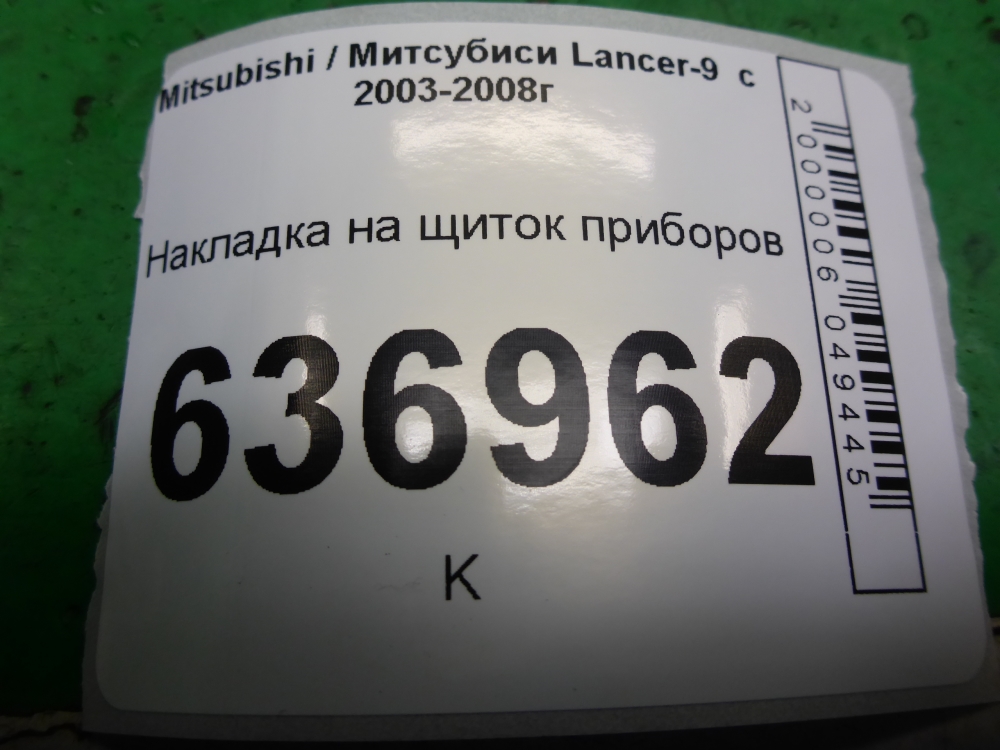 Mitsubishi / Митсубиси Lancer-9 с
2003-2008г
Накладка на щиток приборов
636962
К
2000006049445